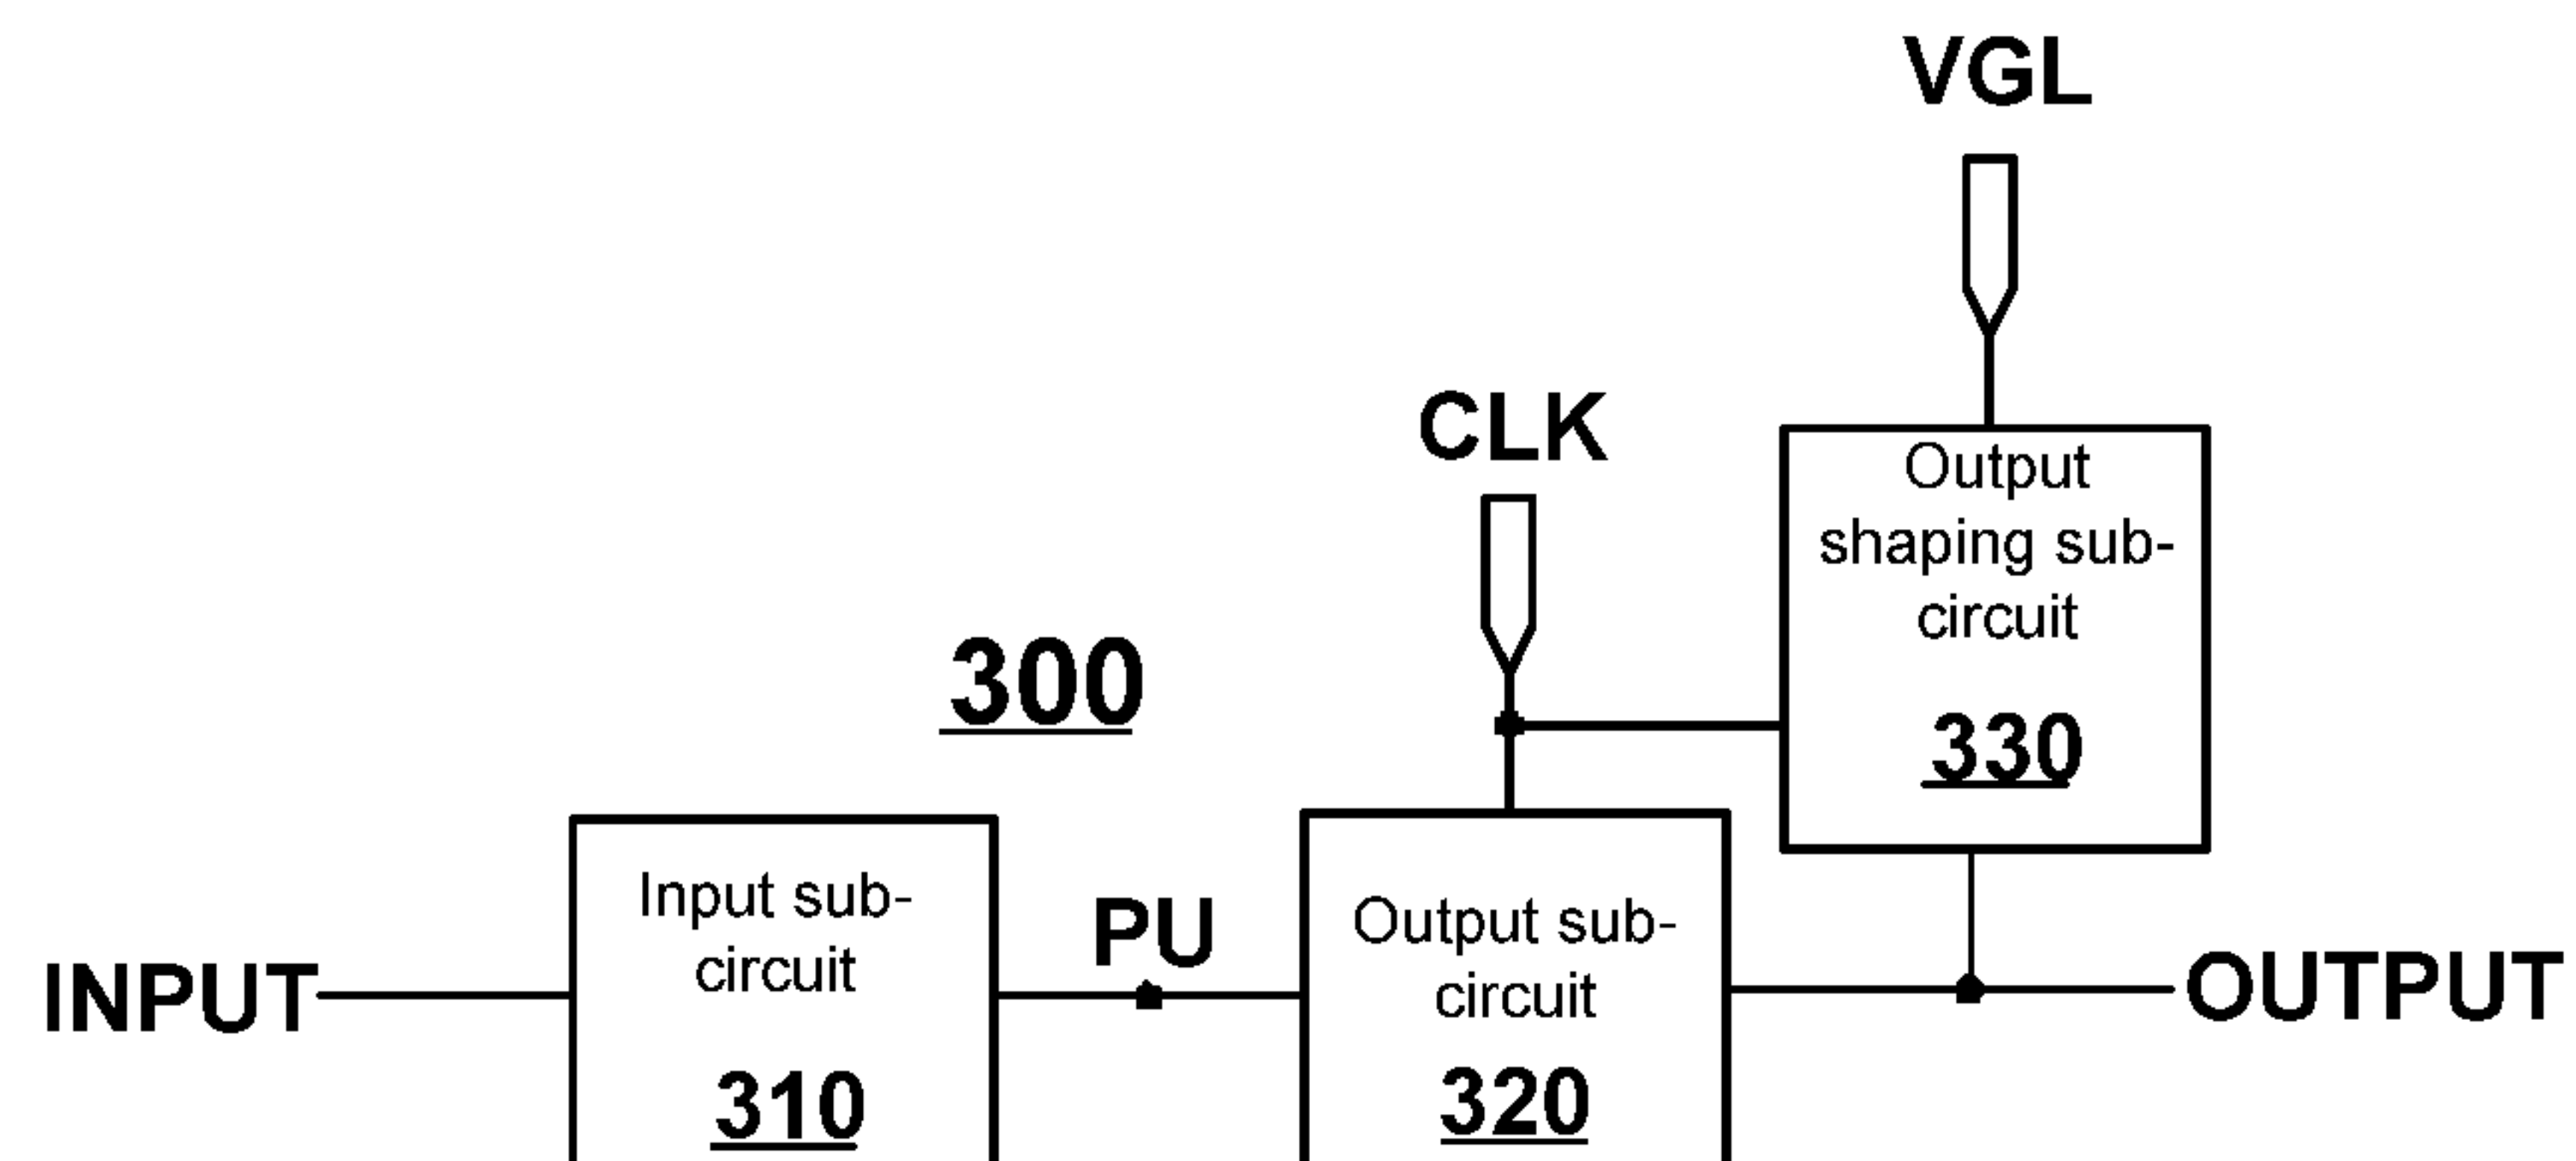 VGL
CLK
Output
shaping sub-
circuit
330
300
Input sub-
circuit
310
PU
Output sub-
circuit
320
INPUT
OUTPUT